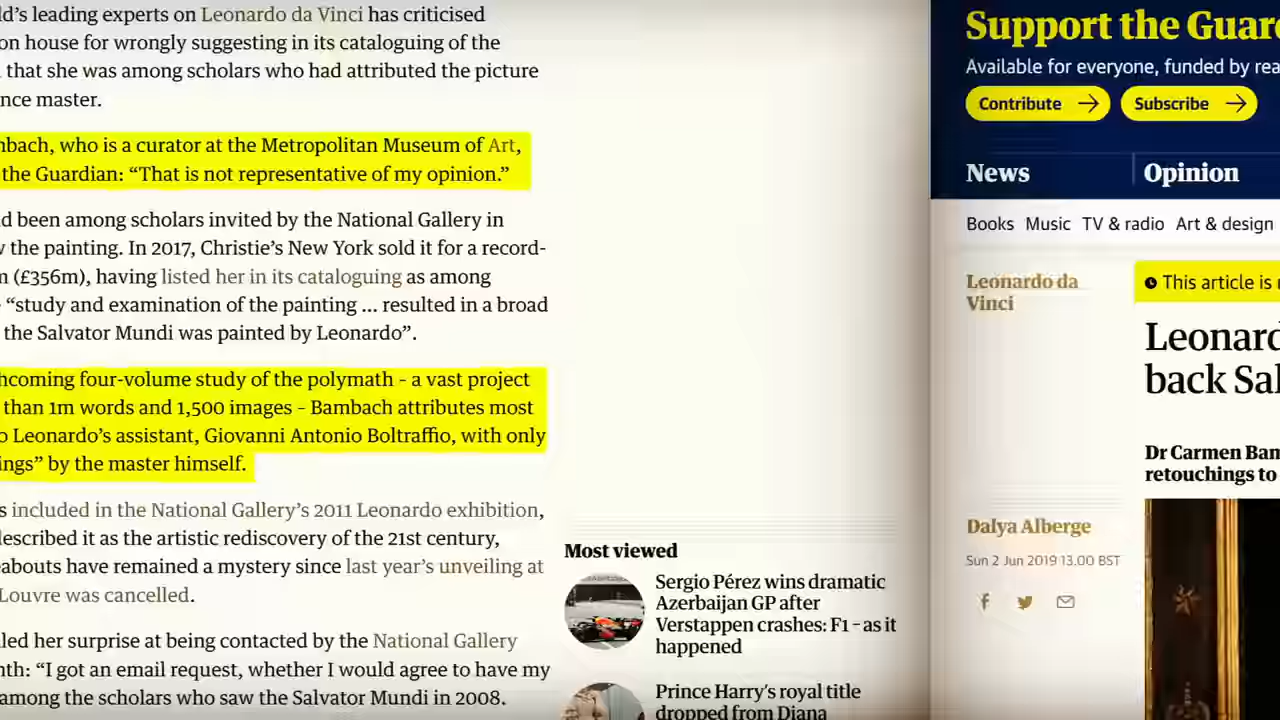 ld's leading experts on Leonardo da Vinci has criticised
on house for wrongly suggesting in its cataloguing of the
that she was among scholars who had attributed the picture
nce master.
nbach, who is a curator at the Metropolitan Museum of Art,
the Guardian: “That is not representative of my opinion.”
d been among scholars invited by the National Gallery in
w the painting. In 2017, Christie’s New York sold it for a record-
m (£356m), having listed her in its cataloguing as among
“study and examination of the painting ... resulted in a broad
the Salvator Mundi was painted by Leonardo”.
hcoming four-volume study of the polymath – a vast project
than 1m words and 1,500 images – Bambach attributes most
o Leonardo’s assistant, Giovanni Antonio Boltraffio, with only
ings” by the master himself.
s included in the National Gallery’s 2011 Leonardo exhibition,
described it as the artistic rediscovery of the 21st century,
eabouts have remained a mystery since last year’s unveiling at
Louvre was cancelled.
led her surprise at being contacted by the National Gallery
nth: “I got an email request, whether I would agree to have my
among the scholars who saw the Salvator Mundi in 2008.
Most viewed
Sergio Pérez wins dramatic
Azerbaijan GP after
Verstappen crashes: F1 – as it
happened
Prince Harry’s royal title
dropped from Diana
Support the Guar
Available for everyone, funded by rea
Contribute
Subscribe
News
Opinion
Books Music TV & radio Art & design
Leonardo da
Vinci
This article is
Leonard
back Sal
Dr Carmen Bam
retouchings to
Dalya Alberge
Sun 2 Jun 2019 13.00 BST